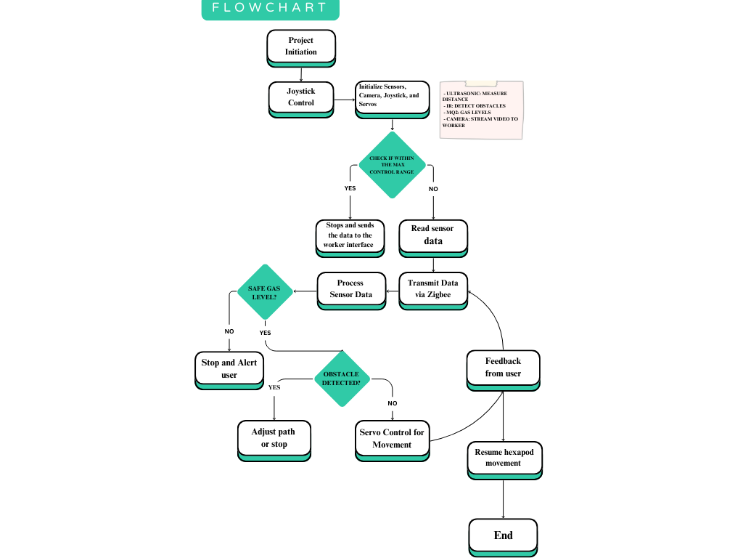 FLOWCHART
Project
Initiation
Joystick
Control
Initialize Sensors,
Camera, Joystick, and
Servos
- ULTRASONIC: MEASURE
DISTANCE
- IR: DETECT OBSTACLES
- MQ2: GAS LEVELS
- CAMERA: STREAM VIDEO TO
WORKER
CHECK IF WITHIN
THE MAX
CONTROL RANGE
YES
NO
Stops and sends
the data to the
worker interface
Read sensor
data
SAFE GAS
LEVEL?
Process
Sensor Data
Transmit Data
via Zigbee
NO
YES
Stop and Alert
user
OBSTACLE
DETECTED?
Feedback
from user
YES
NO
Adjust path
or stop
Servo Control for
Movement
Resume hexapod
movement
End